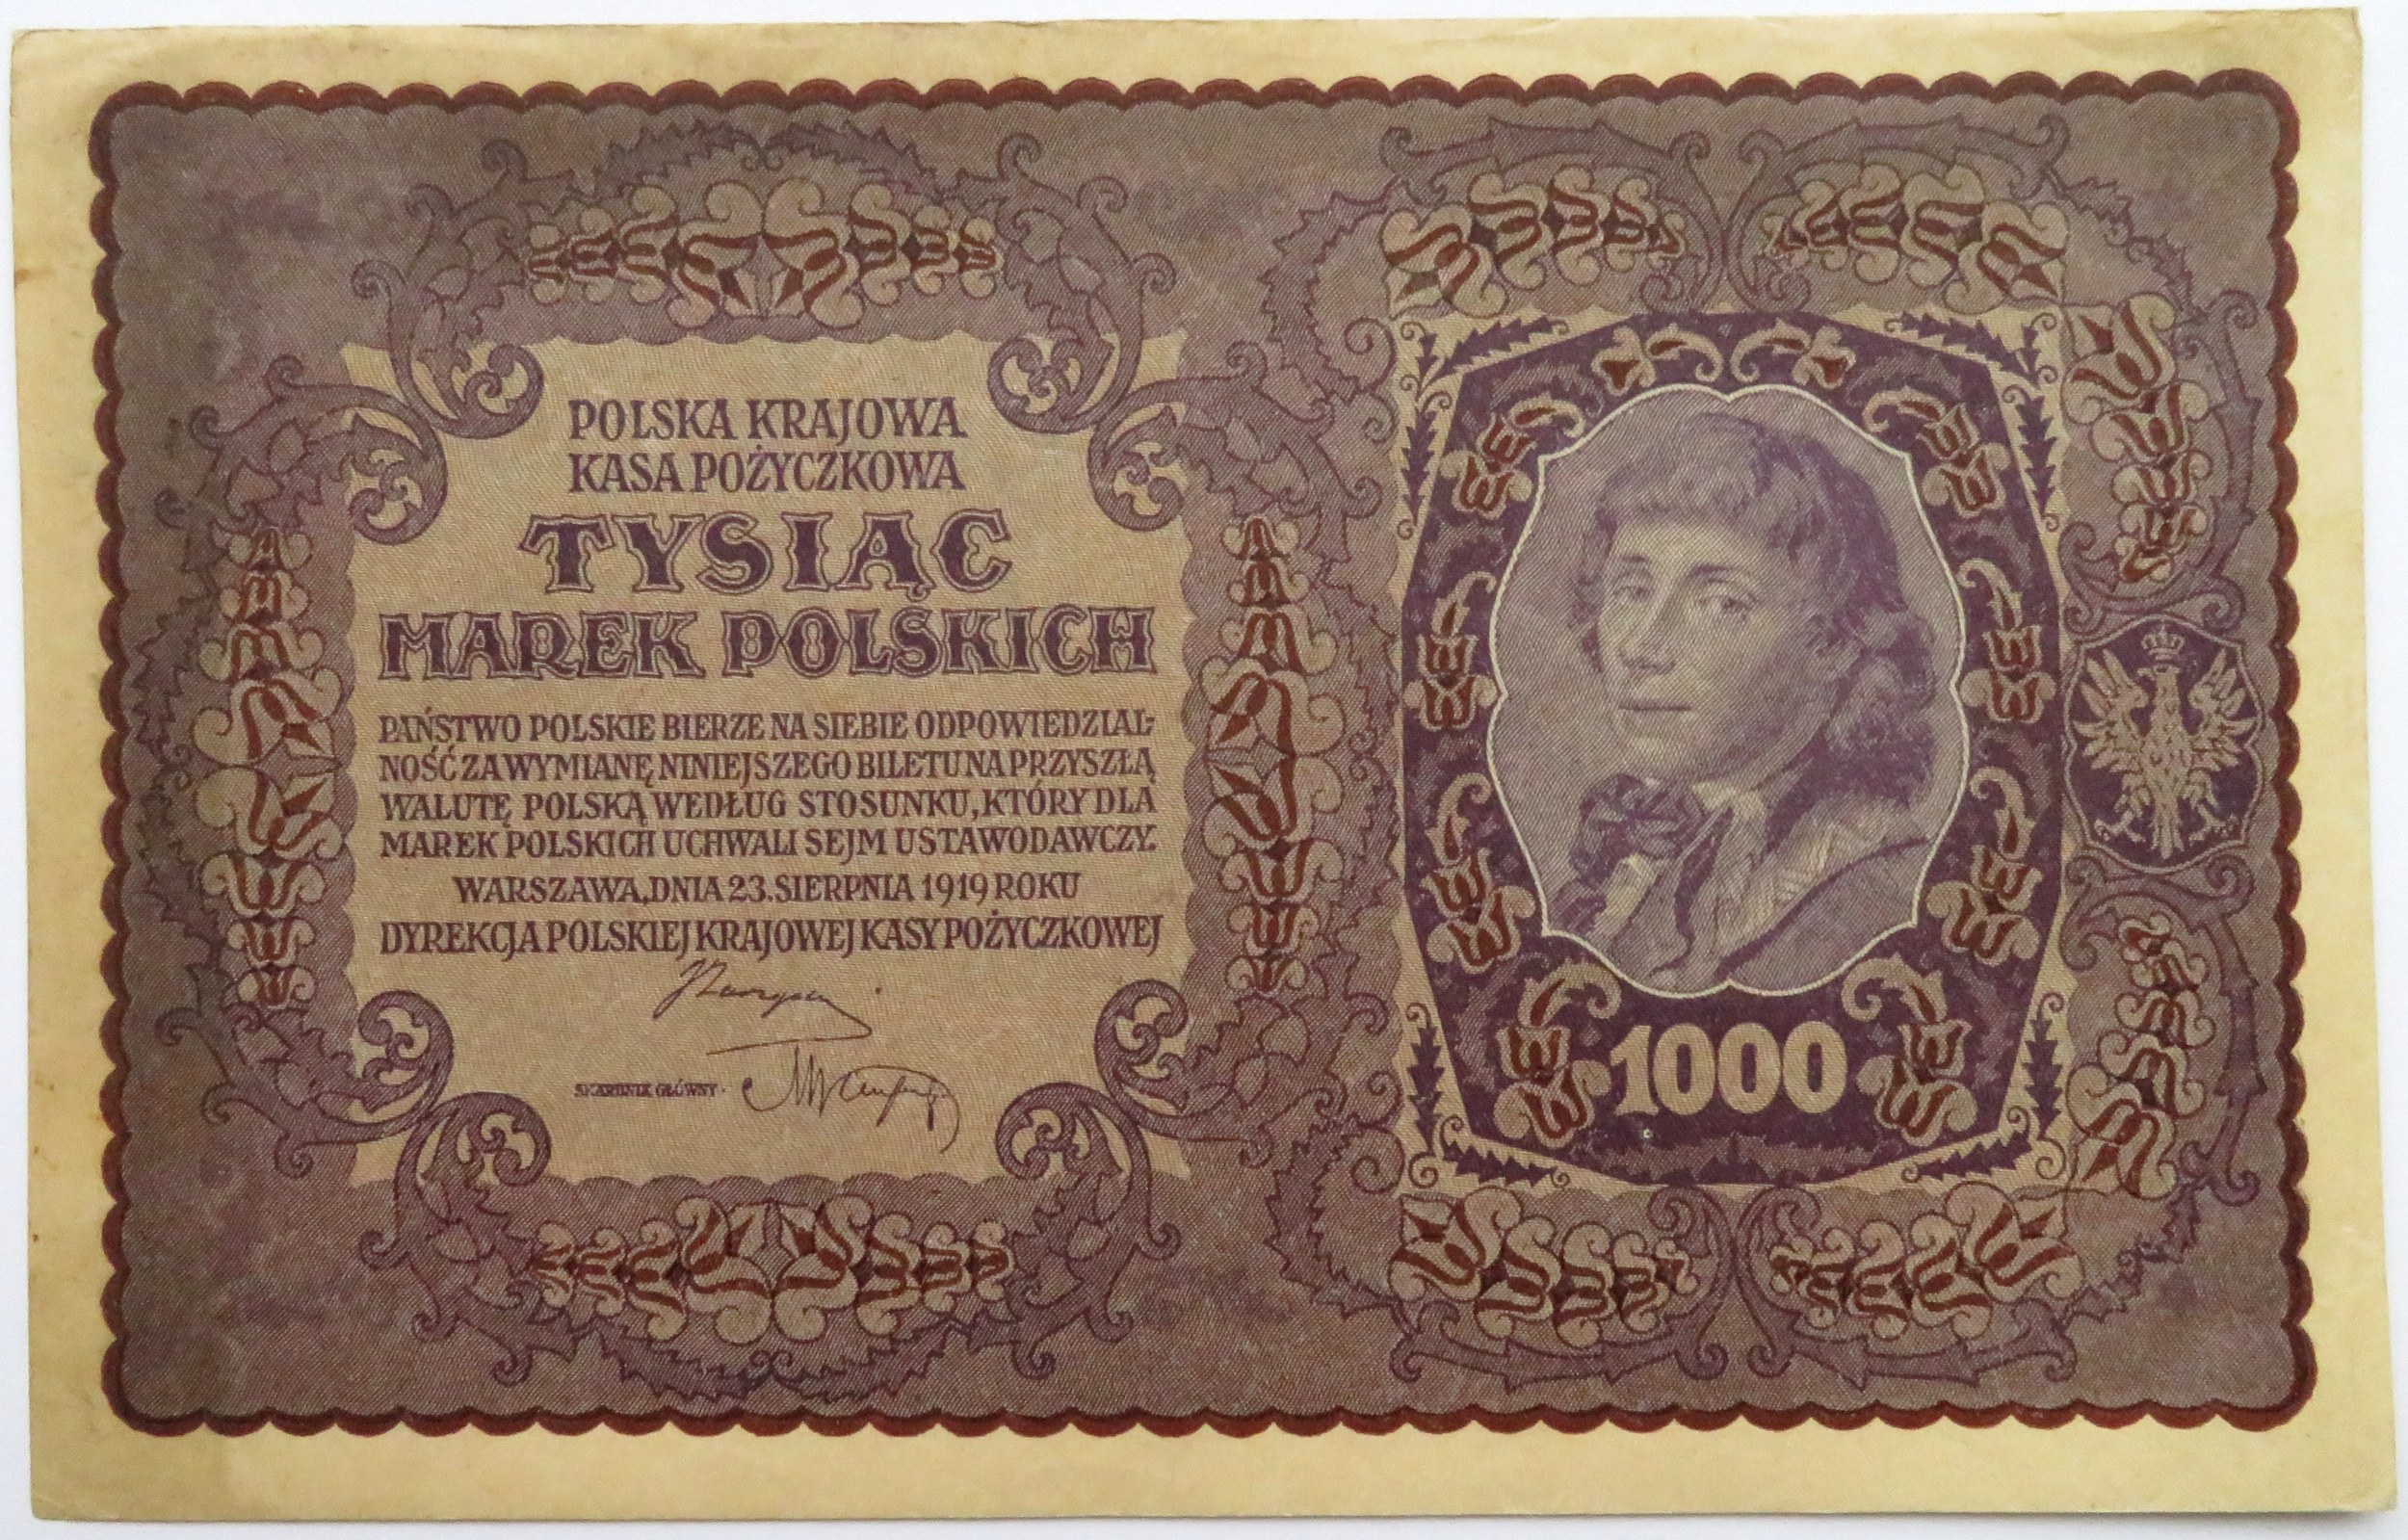 POLSKA KRAJOWA
KASA POŻYCZKOWA
TYSIĄC
MAREK POLSKICH
PAŃSTWO POLSKIE BIERZE NA SIEBIE ODPOWIEDZIAL-
NOŚĆ ZA WYMIANĘ NINIEJSZEGO BILETU NA PRZYSZŁĄ
WALUTĘ POLSKĄ WEDŁUG STOSUNKU, KTÓRY DLA
MAREK POLSKICH UCHWALI SEJM USTAWODAWCZY.
WARSZAWA, DNIA 23. SIERPNIA 1919 ROKU
DYREKCJA POLSKIEJ KRAJOWEJ KASY POŻYCZKOWEJ
SKARBNIK GŁÓWNY
1000